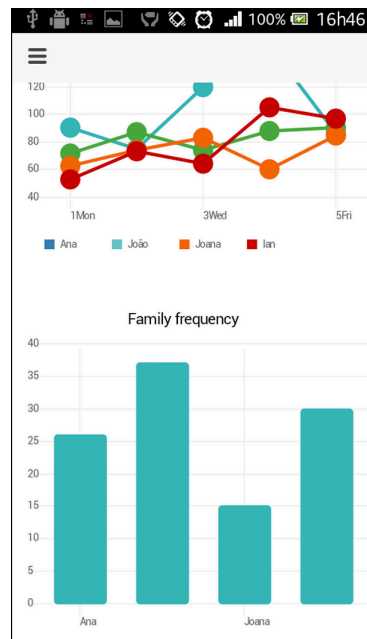 100% 16h46
120
100
80
60
40
1Mon 3Wed 5Fri
Ana João Joana Ian
Family frequency
40
35
30
25
20
15
10
5
0
Ana Joana